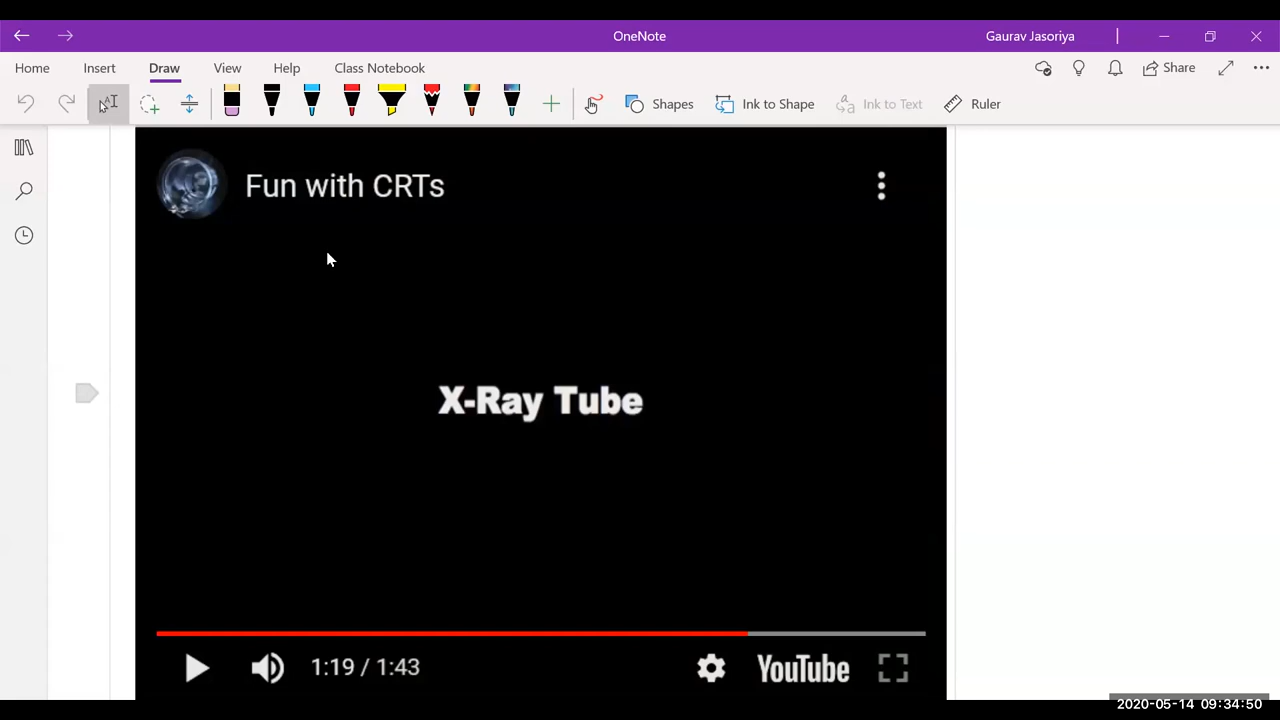 OneNote
Gaurav Jasoriya
Home Insert Draw View Help Class Notebook
Share
Shapes Ink to Shape Ink to Text Ruler
Fun with CRTs
X-Ray Tube
1:19 / 1:43
YouTube
2020-05-14 09:34:50